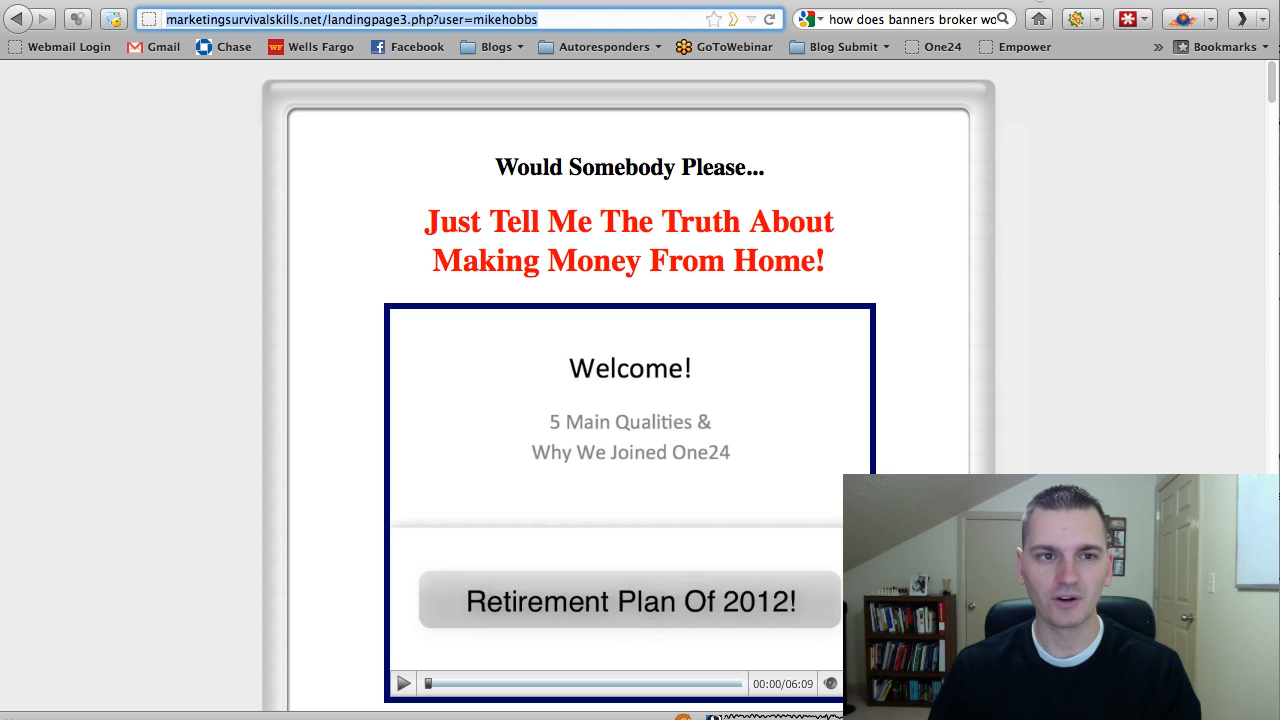 marketingsurvivalskills.net/landingpage3.php?user=mikehobbs
how does banners broker wo
Webmail Login
Gmail
Chase
Wells Fargo
Facebook
Blogs
Autoresponders
GoToWebinar
Blog Submit
One24
Empower
»
Bookmarks
Would Somebody Please...
Just Tell Me The Truth About
Making Money From Home!
Welcome!
5 Main Qualities &
Why We Joined One24
Retirement Plan Of 2012!
00:00/06:09